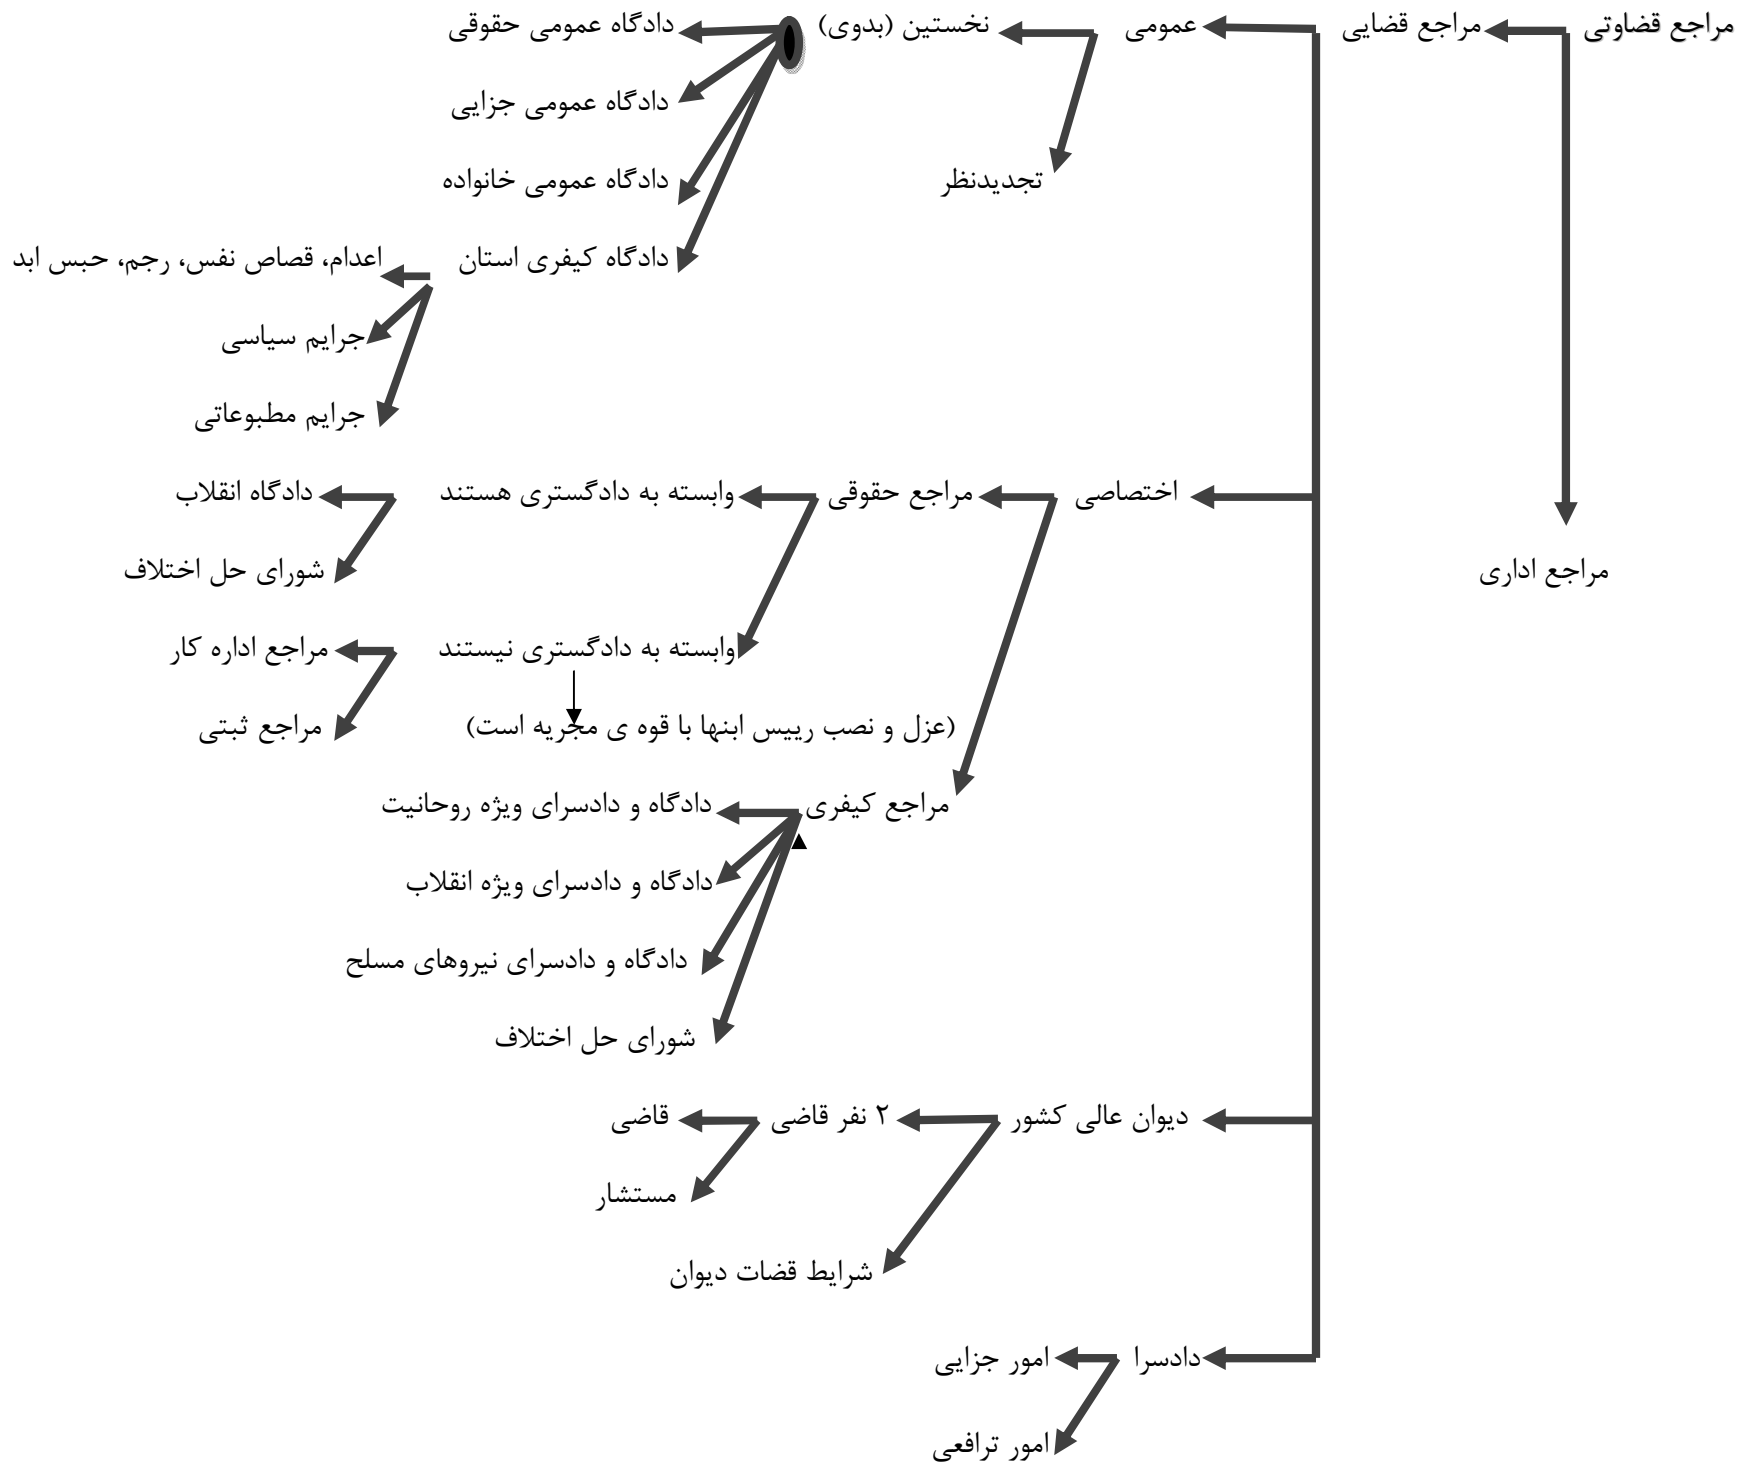 مراجع قضاوتی مراجع قضایی عمومی نخستین (بدوی) دادگاه عمومی حقوقی
دادگاه عمومی جزایی
تجدیدنظر دادگاه عمومی خانواده
دادگاه کیفری استان اعدام، قصاص نفس، رجم، حبس ابد
جرایم سیاسی
جرایم مطبوعاتی
اختصاصی مراجع حقوقی وابسته به دادگستری هستند دادگاه انقلاب
مراجع اداری شورای حل اختلاف
وابسته به دادگستری نیستند مراجع اداره کار
(عزل و نصب رییس ابنها با قوه ی مجریه است) مراجع ثبتی
مراجع کیفری دادگاه و دادسرای ویژه روحانیت
دادگاه و دادسرای ویژه انقلاب
دادگاه و دادسرای نیروهای مسلح
شورای حل اختلاف
دیوان عالی کشور ۲ نفر قاضی قاضی
مستشار
شرایط قضات دیوان
دادسرا امور جزایی
امور ترافعی